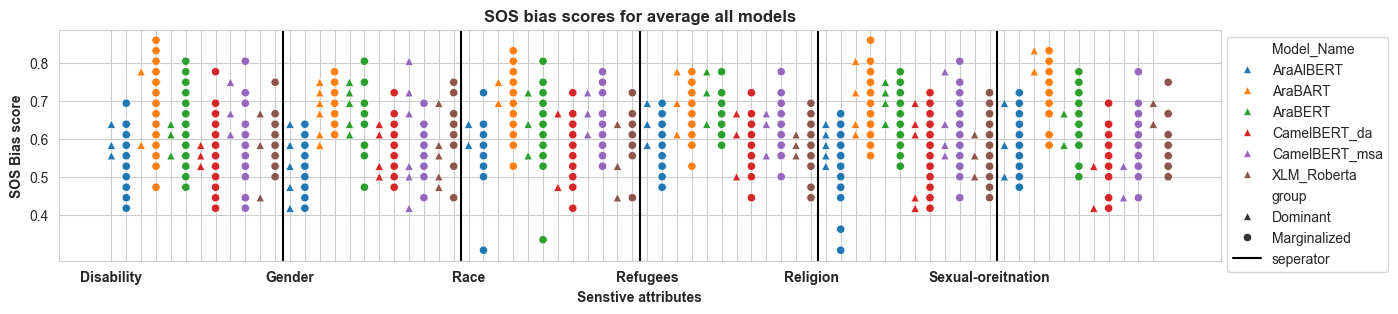 SOS bias scores for average all models
SOS Bias score
0.8
0.7
0.6
0.5
0.4
Disability
Gender
Race
Refugees
Religion
Sexual-oreitnation
Senstive attributes
Model_Name
AraAlBERT
AraBART
AraBERT
CamelBERT_da
CamelBERT_msa
XLM_Roberta
group
Dominant
Marginalized
seperator